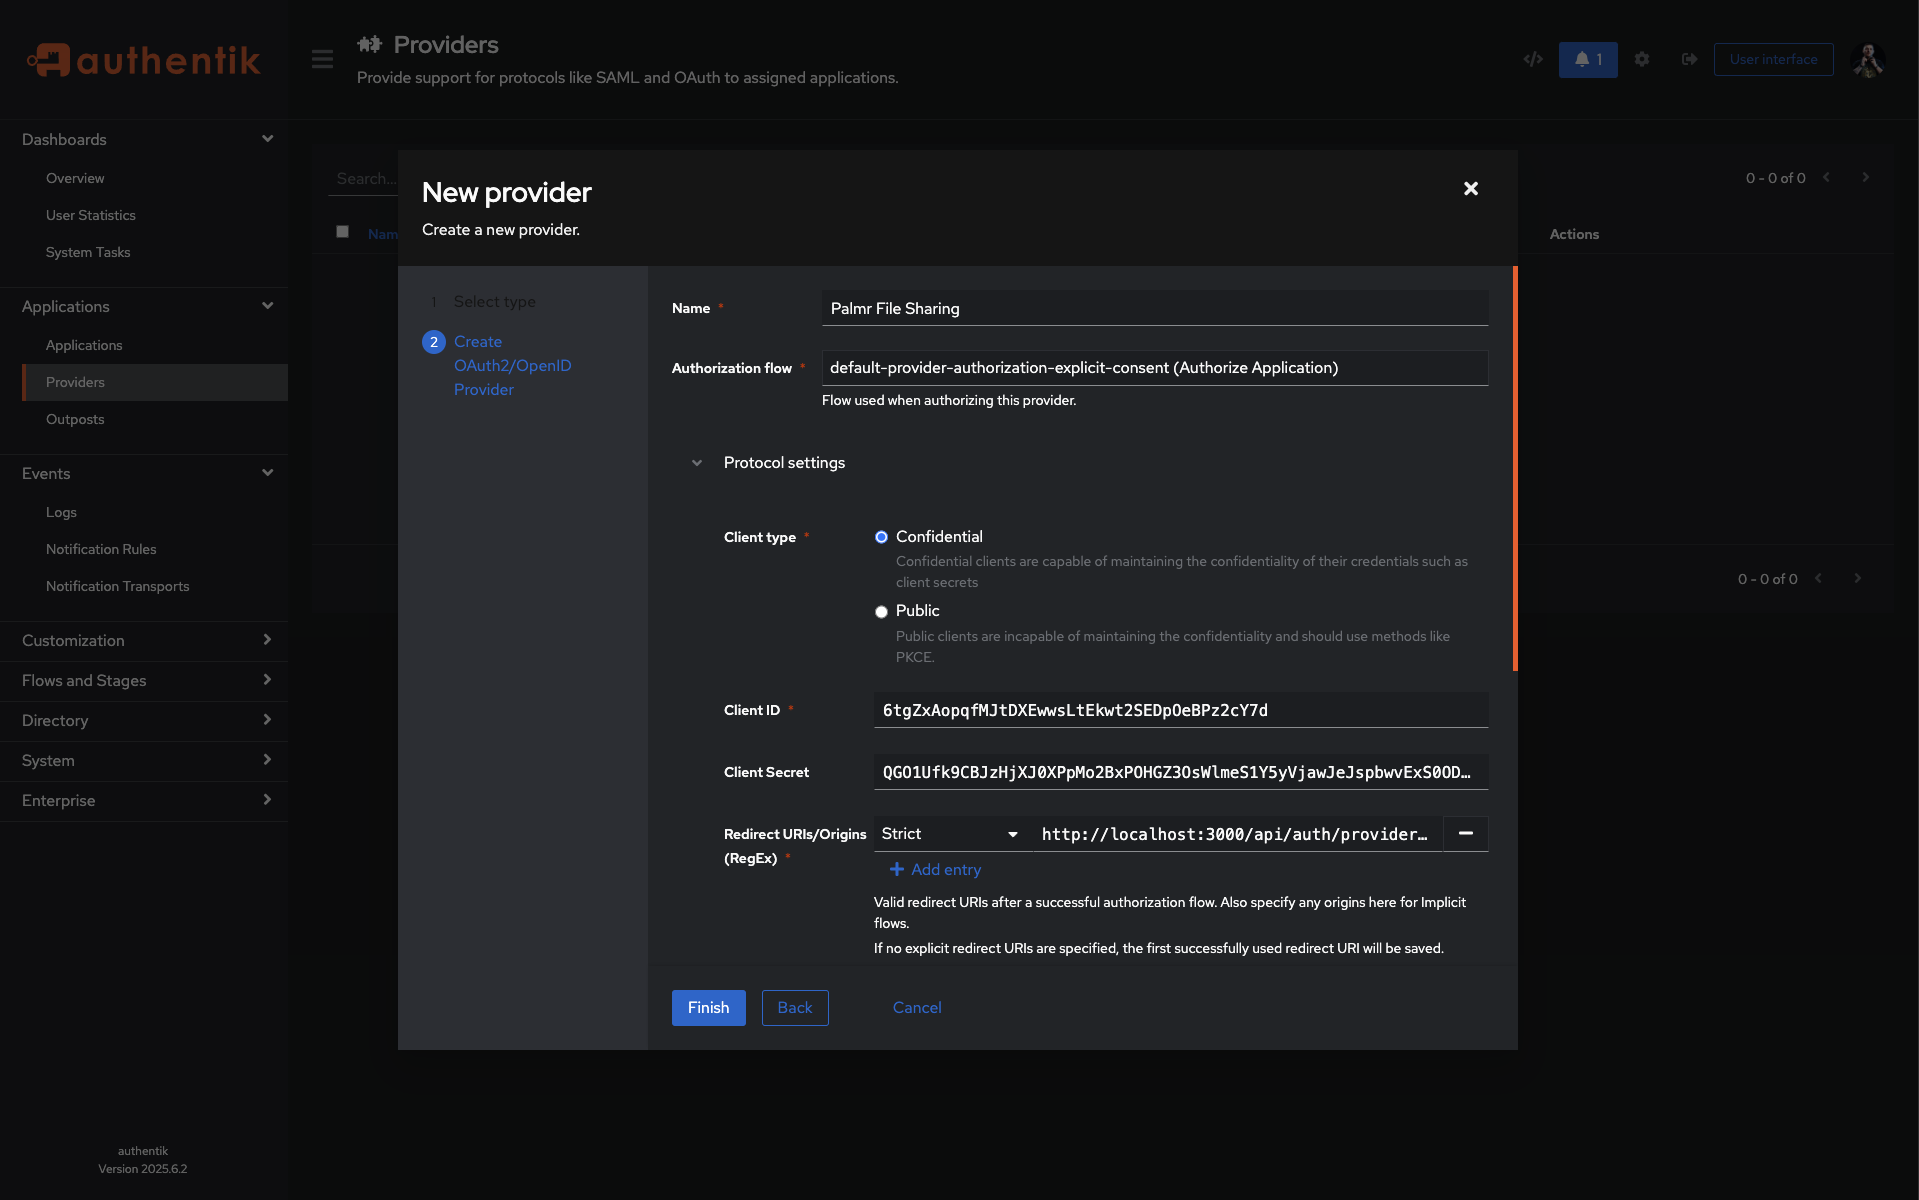 authentik
Providers
Provide support for protocols like SAML and OAuth to assigned applications.
1
User interface
Dashboards
Overview
User Statistics
System Tasks
Applications
Applications
Providers
Outposts
Events
Logs
Notification Rules
Notification Transports
Customization
Flows and Stages
Directory
System
Enterprise
authentik
Version 2025.6.2
Search...
0 - 0 of 0
Nam
Actions
0 - 0 of 0
New provider
Create a new provider.
1 Select type
2 Create
OAuth2/OpenID
Provider
Name *
Palmr File Sharing
Authorization flow *
default-provider-authorization-explicit-consent (Authorize Application)
Flow used when authorizing this provider.
Protocol settings
Client type *
Confidential
Confidential clients are capable of maintaining the confidentiality of their credentials such as
client secrets
Public
Public clients are incapable of maintaining the confidentiality and should use methods like
PKCE.
Client ID *
6tgZxAopqfMJtDXEwwsLtEkwt2SEDpOeBPz2cY7d
Client Secret
QGO1Ufk9CBJzHjXJ0XPpMo2BxPOHGZ3OsWlmeS1Y5yVjawJeJspbwvExS0OD…
Redirect URIs/Origins
(RegEx) *
Strict
http://localhost:3000/api/auth/provider…
Add entry
Valid redirect URIs after a successful authorization flow. Also specify any origins here for Implicit
flows.
If no explicit redirect URIs are specified, the first successfully used redirect URI will be saved.
Finish
Back
Cancel